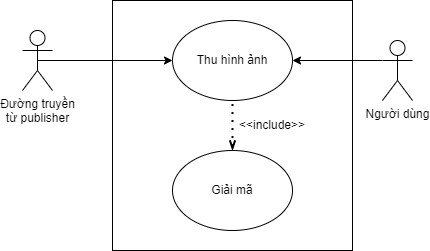 Thu hình ảnh
Đường truyền
từ publisher
Người dùng
<<include>>
Giải mã